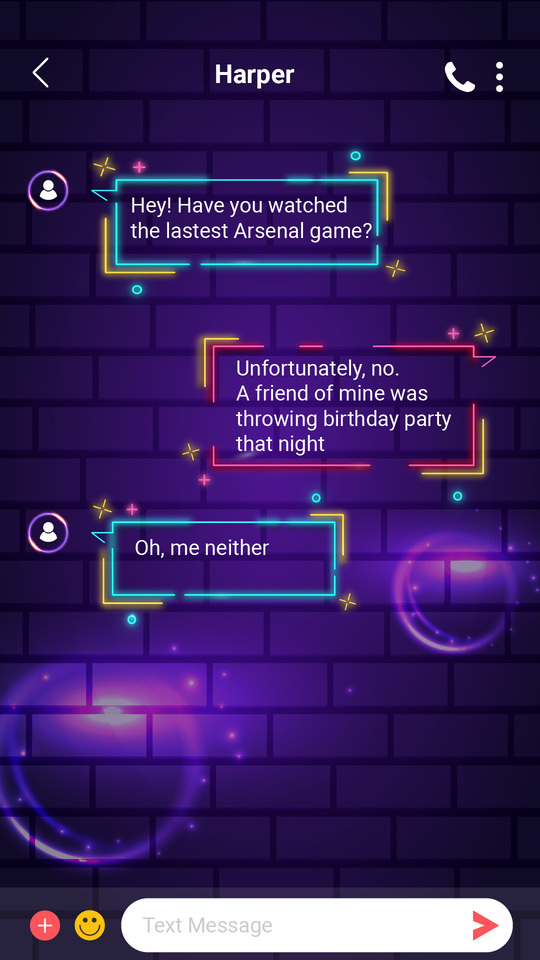 Harper
Hey! Have you watched
the lastest Arsenal game?
Unfortunately, no.
A friend of mine was
throwing birthday party
that night
Oh, me neither
Text Message